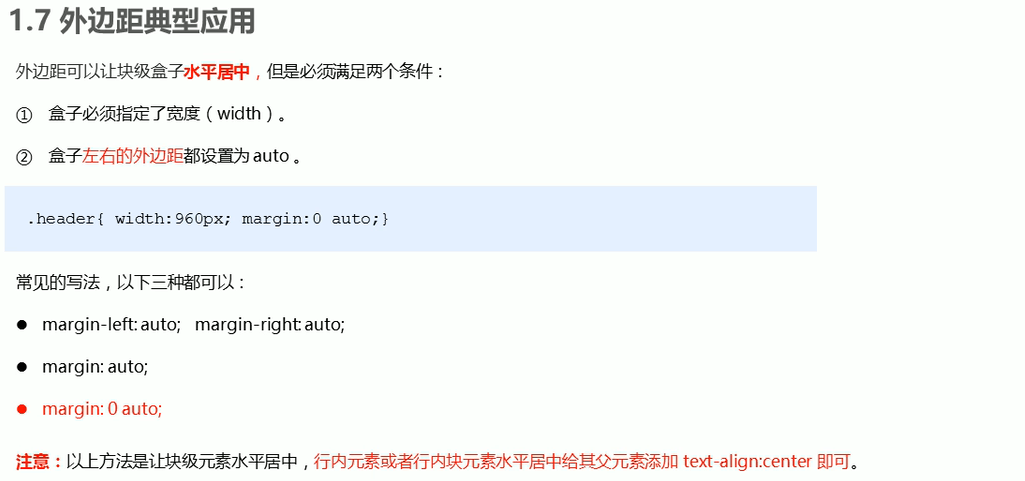 1.7 外边距典型应用
外边距可以让块级盒子水平居中，但是必须满足两个条件：
① 盒子必须指定了宽度（width）。
② 盒子左右的外边距都设置为 auto 。
.header{ width:960px; margin:0 auto;}
常见的写法，以下三种都可以：
● margin-left: auto; margin-right: auto;
● margin: auto;
● margin: 0 auto;
注意：以上方法是让块级元素水平居中，行内元素或者行内块元素水平居中给其父元素添加 text-align:center 即可。